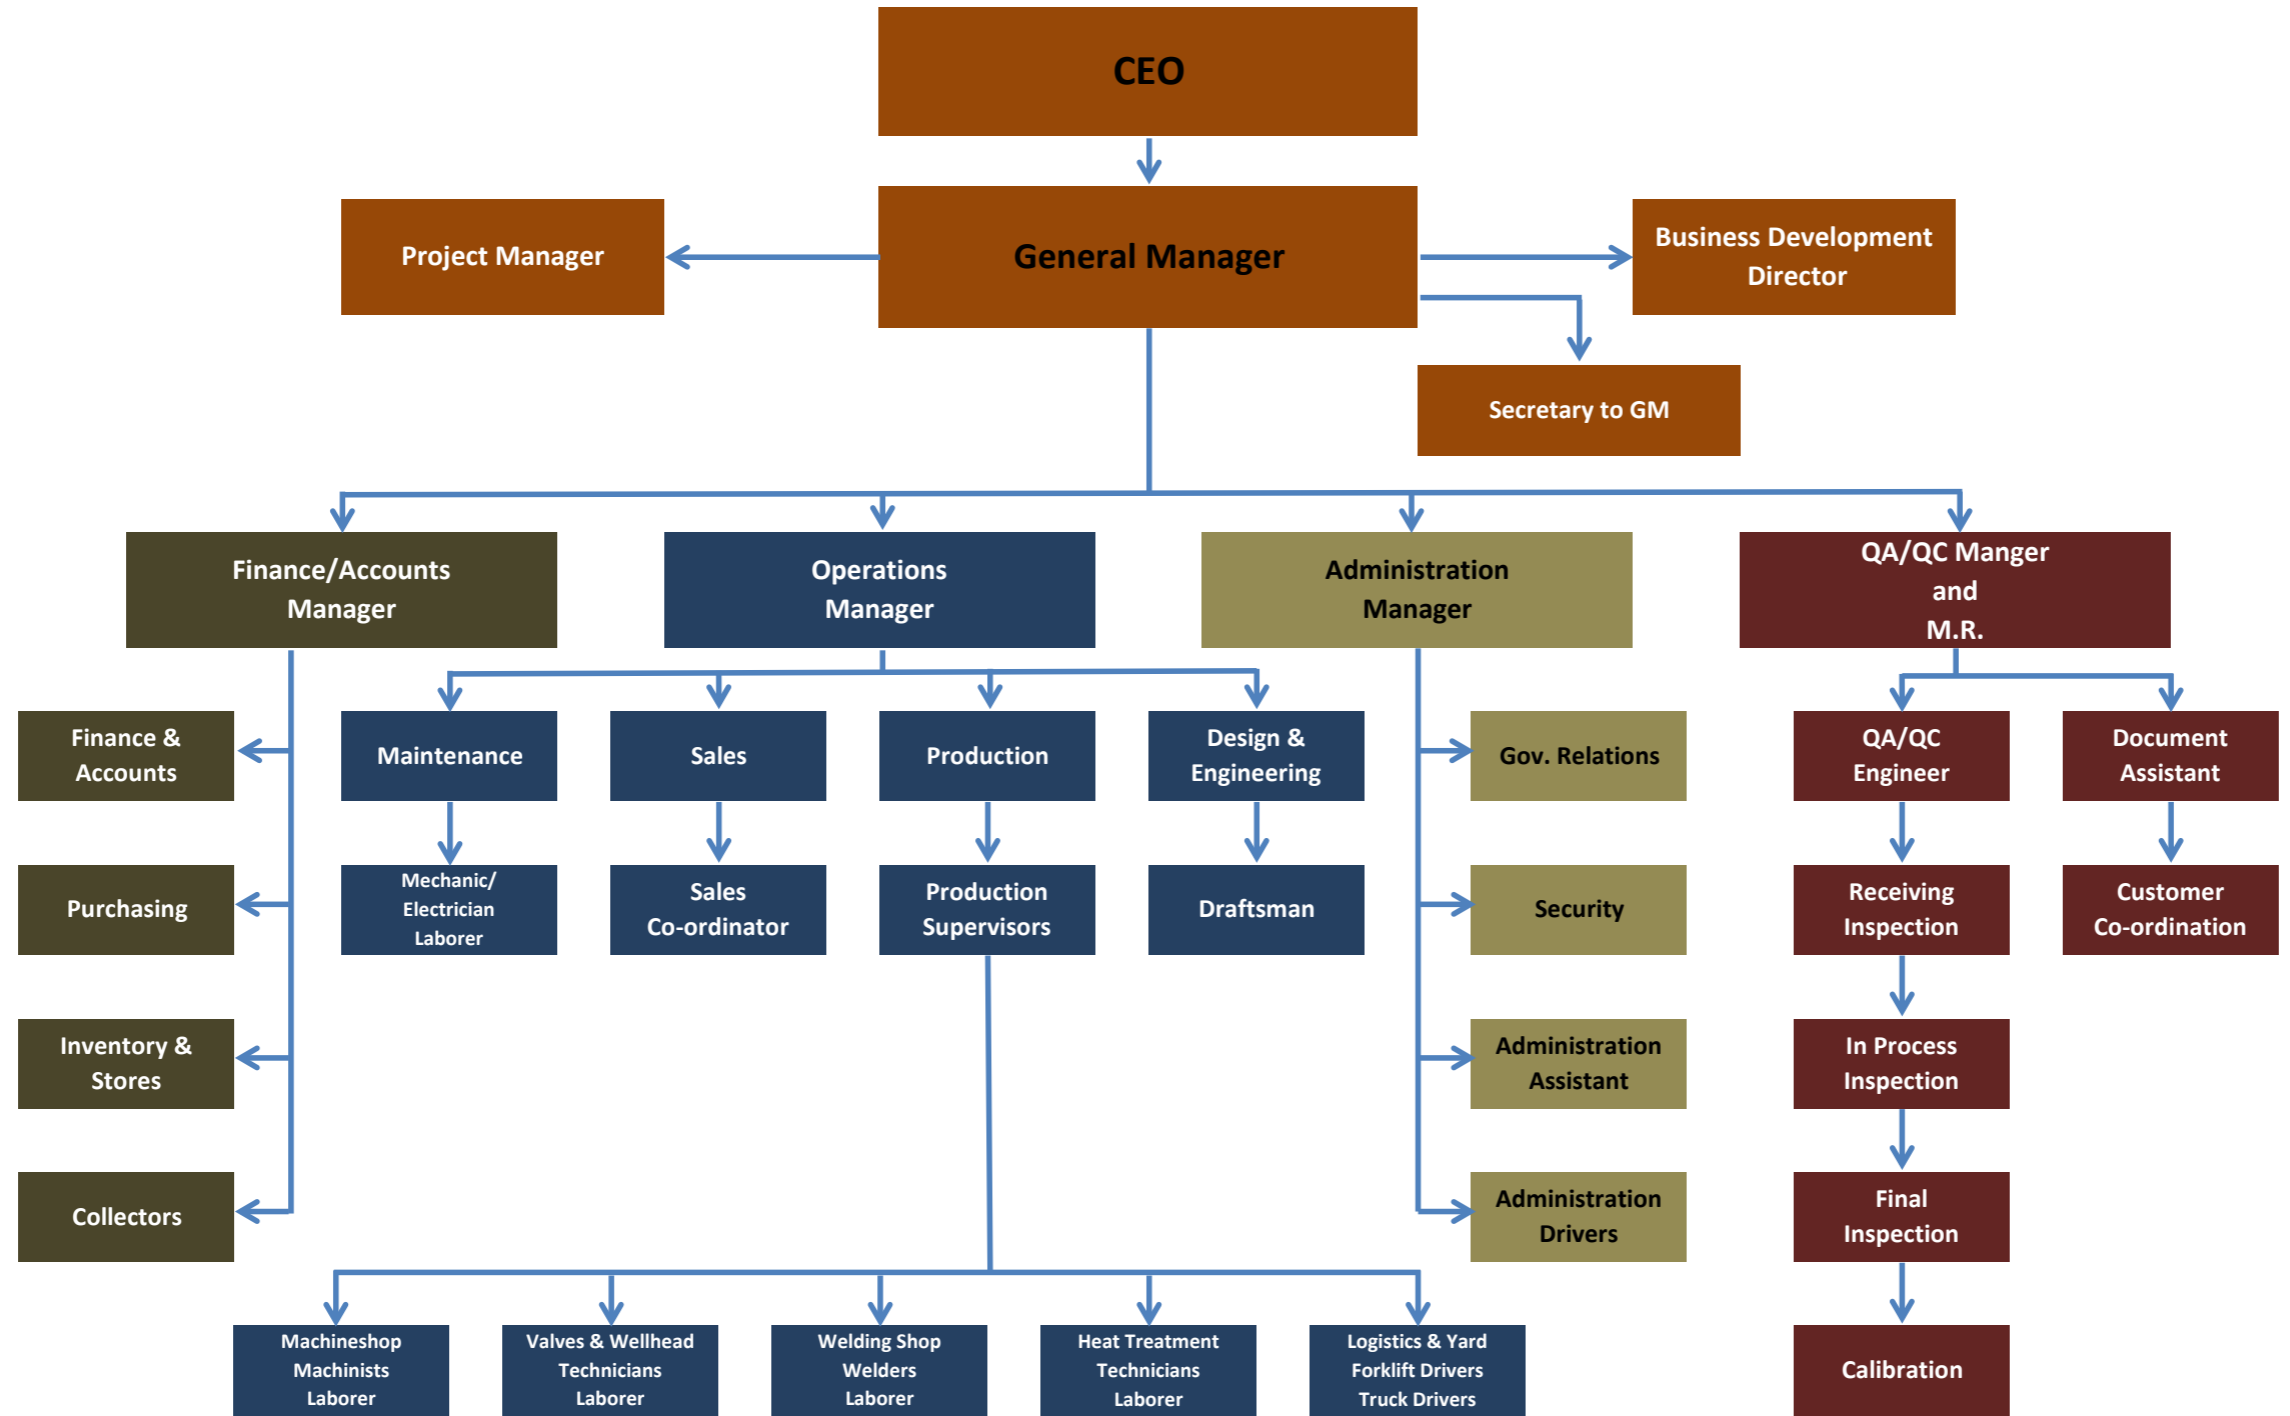 CEO
Project Manager
General Manager
Business Development
Director
Secretary to GM
Finance/Accounts
Manager
Operations
Manager
Administration
Manager
QA/QC Manger
and
M.R.
Finance &
Accounts
Maintenance
Sales
Production
Design &
Engineering
Gov. Relations
QA/QC
Engineer
Document
Assistant
Purchasing
Mechanic/
Electrician
Laborer
Sales
Co-ordinator
Production
Supervisors
Draftsman
Security
Receiving
Inspection
Customer
Co-ordination
Inventory &
Stores
Administration
Assistant
In Process
Inspection
Collectors
Administration
Drivers
Final
Inspection
Machineshop
Machinists
Laborer
Valves & Wellhead
Technicians
Laborer
Welding Shop
Welders
Laborer
Heat Treatment
Technicians
Laborer
Logistics & Yard
Forklift Drivers
Truck Drivers
Calibration